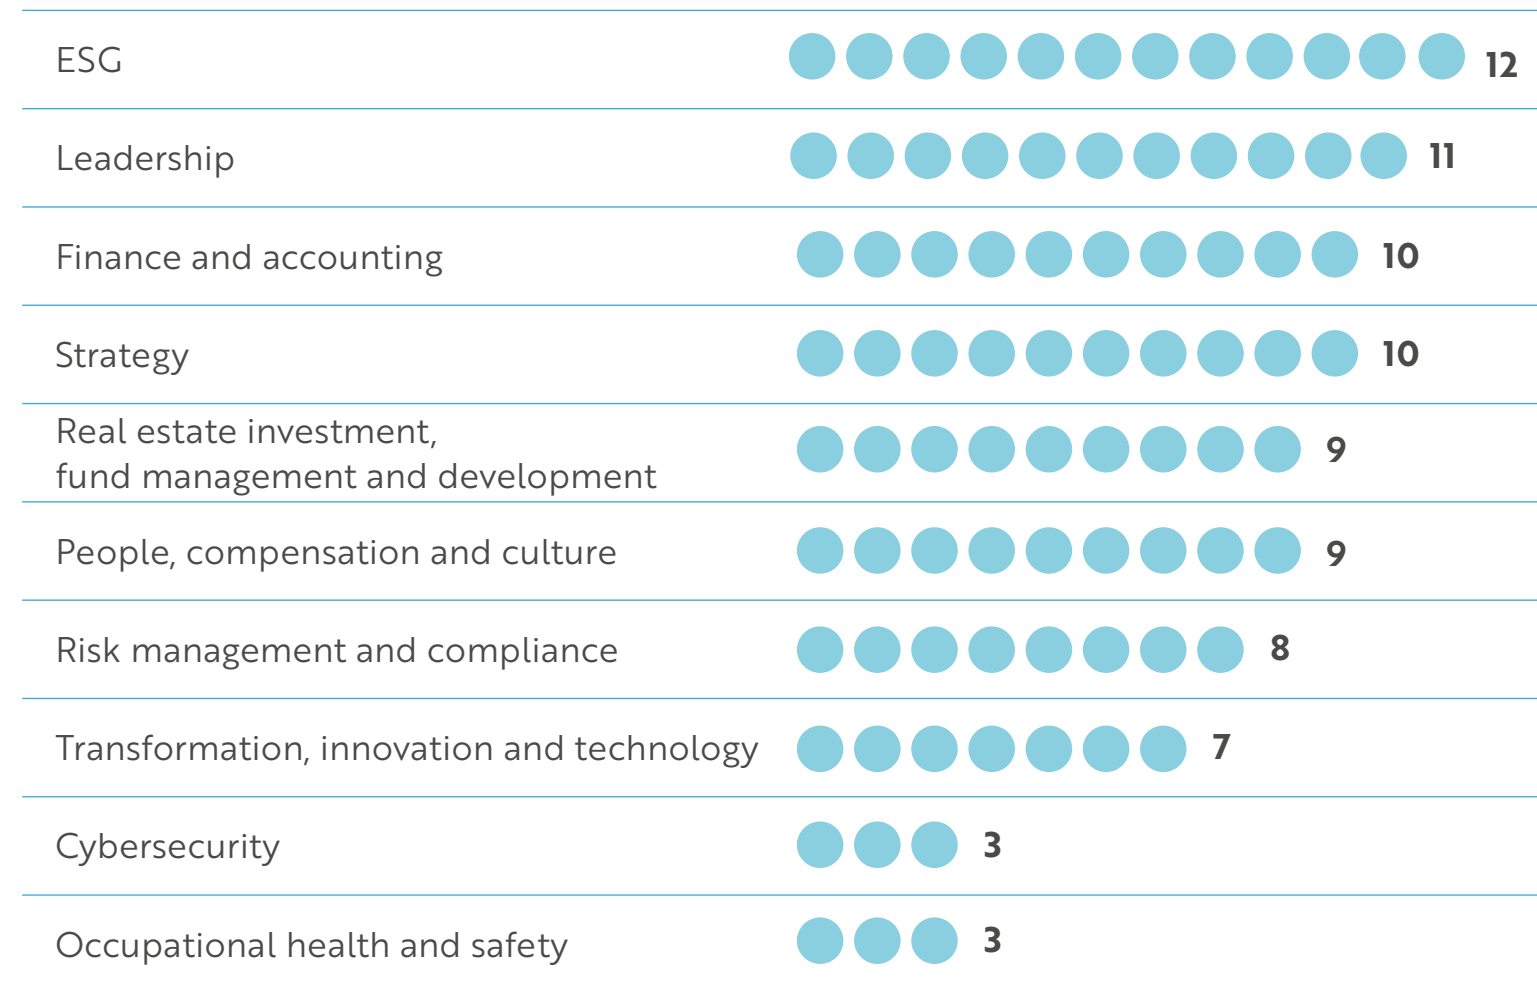 ESG 12
Leadership 11
Finance and accounting 10
Strategy 10
Real estate investment,
fund management and development 9
People, compensation and culture 9
Risk management and compliance 8
Transformation, innovation and technology 7
Cybersecurity 3
Occupational health and safety 3